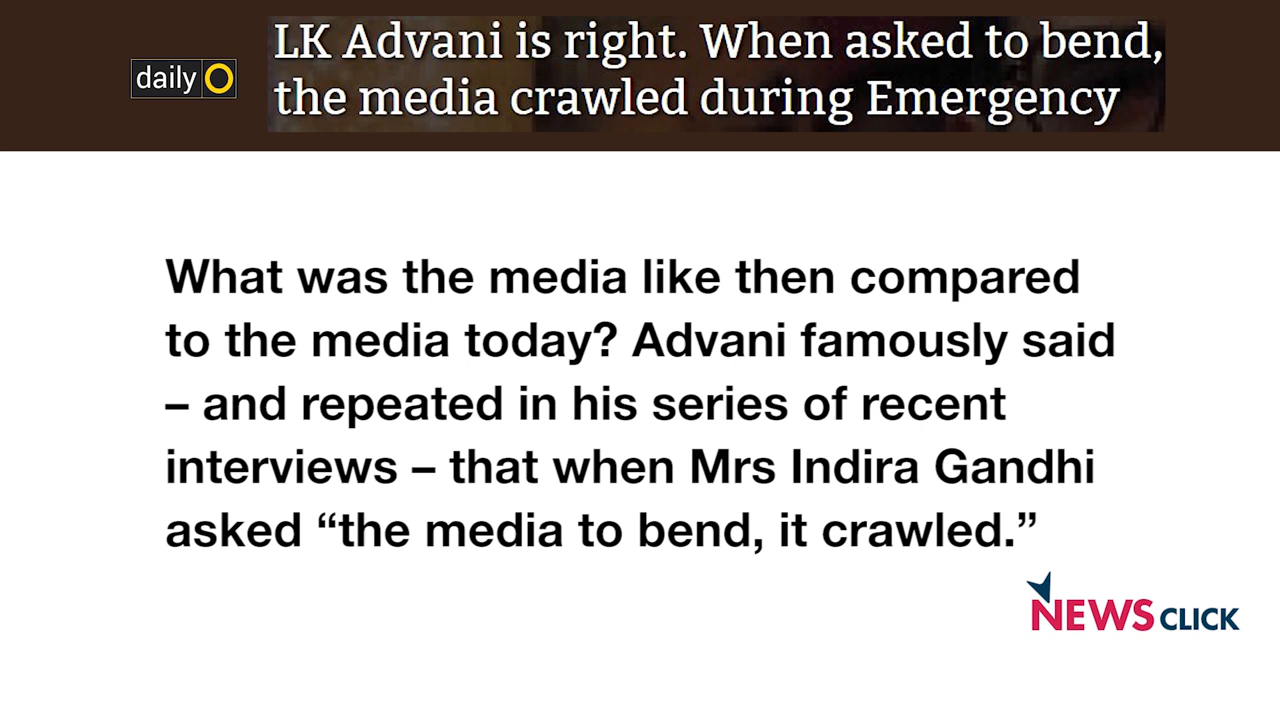 daily O
LK Advani is right. When asked to bend,
the media crawled during Emergency
What was the media like then compared
to the media today? Advani famously said
– and repeated in his series of recent
interviews – that when Mrs Indira Gandhi
asked “the media to bend, it crawled.”
NEWSCLICK